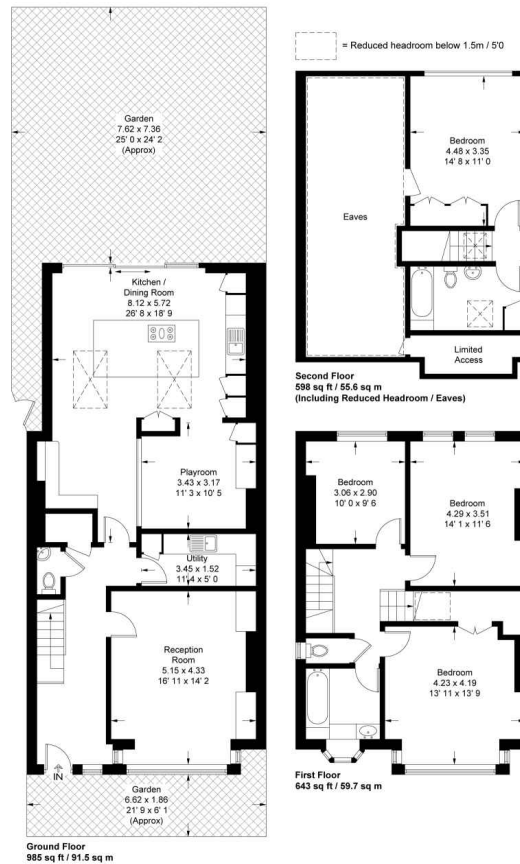 Garden
7.62 x 7.36
25' 0 x 24' 2
(Approx)
Kitchen /
Dining Room
8.12 x 5.72
26' 8 x 18' 9
Playroom
3.43 x 3.17
11' 3 x 10' 5
Utility
3.45 x 1.52
11' 4 x 5' 0
Reception
Room
5.15 x 4.33
16' 11 x 14' 2
IN
Garden
6.62 x 1.86
21' 9 x 6' 1
(Approx)
Ground Floor
985 sq ft / 91.5 sq m
= Reduced headroom below 1.5m / 5'0
Bedroom
4.48 x 3.35
14' 8 x 11' 0
Eaves
Limited
Access
Second Floor
598 sq ft / 55.6 sq m
(Including Reduced Headroom / Eaves)
Bedroom
3.06 x 2.90
10' 0 x 9' 6
Bedroom
4.29 x 3.51
14' 1 x 11' 6
Bedroom
4.23 x 4.19
13' 11 x 13' 9
First Floor
643 sq ft / 59.7 sq m